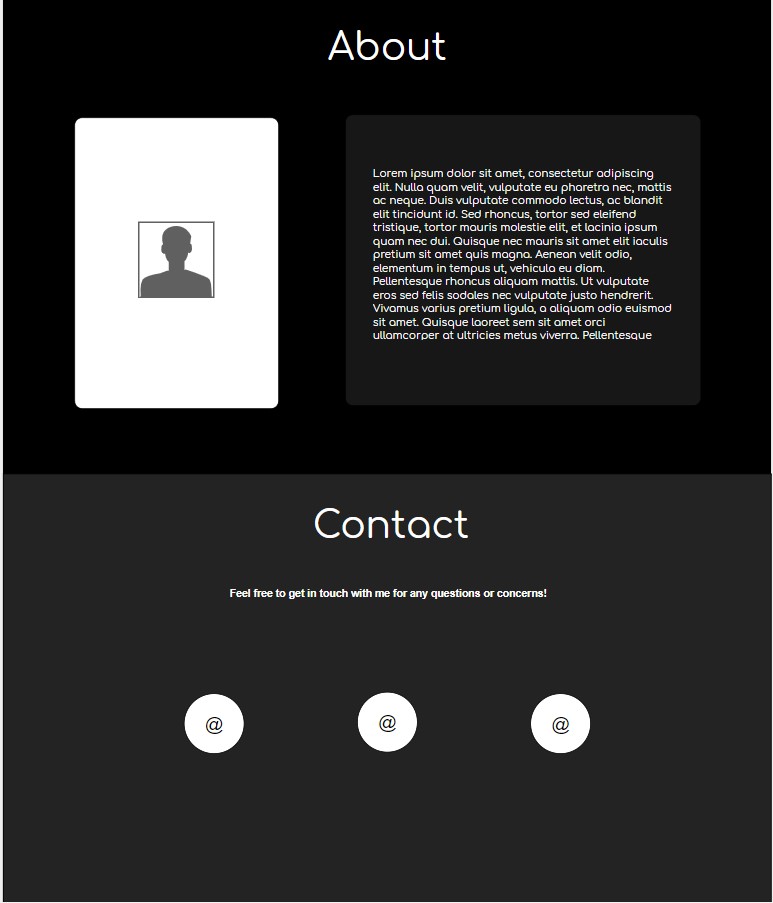 About
Lorem ipsum dolor sit amet, consectetur adipiscing
elit. Nulla quam velit, vulputate eu pharetra nec, mattis
ac neque. Duis vulputate commodo lectus, ac blandit
elit tincidunt id. Sed rhoncus, tortor sed eleifend
tristique, tortor mauris molestie elit, et lacinia ipsum
quam nec dui. Quisque nec mauris sit amet elit iaculis
pretium sit amet quis magna. Aenean velit odio,
elementum in tempus ut, vehicula eu diam.
Pellentesque rhoncus aliquam mattis. Ut vulputate
eros sed felis sodales nec vulputate justo hendrerit.
Vivamus varius pretium ligula, a aliquam odio euismod
sit amet. Quisque laoreet sem sit amet orci
ullamcorper at ultricies metus viverra. Pellentesque
Contact
Feel free to get in touch with me for any questions or concerns!
@ @ @